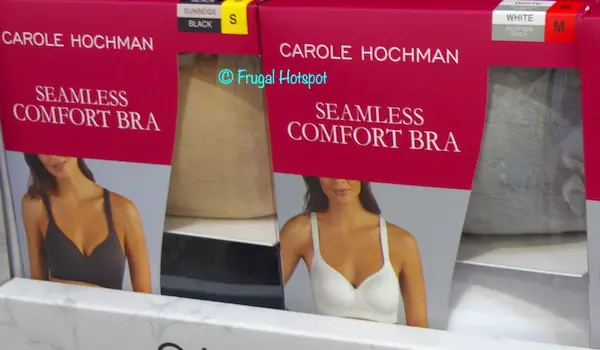 SUNBEIGE
BLACK
S
CAROLE HOCHMAN
SEAMLESS
COMFORT BRA
© Frugal Hotspot
WHITE
M
CAROLE HOCHMAN
SEAMLESS
COMFORT BRA